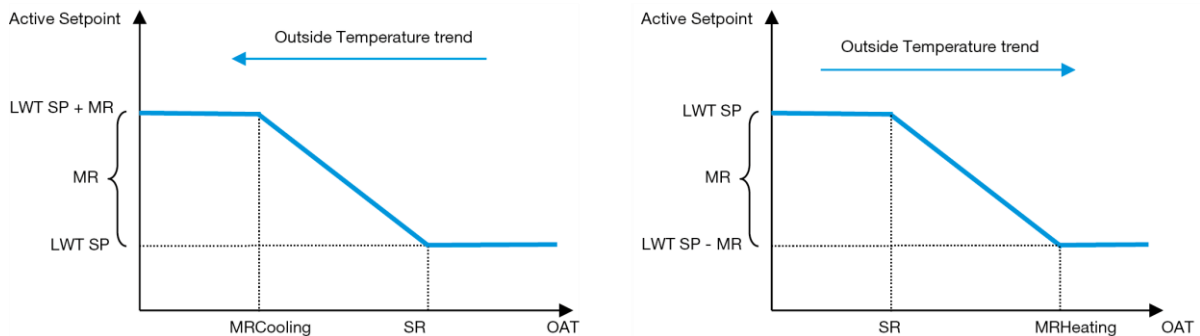 Active Setpoint
Outside Temperature trend
LWT SP + MR
MR
LWT SP
MRCooling
SR
OAT
Active Setpoint
Outside Temperature trend
LWT SP
MR
LWT SP - MR
SR
MRHeating
OAT